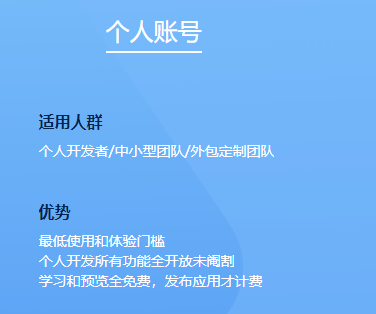 个人账号
适用人群
个人开发者/中小型团队/外包定制团队
优势
最低使用和体验门槛
个人开发所有功能全开放未阉割
学习和预览全免费，发布应用才计费